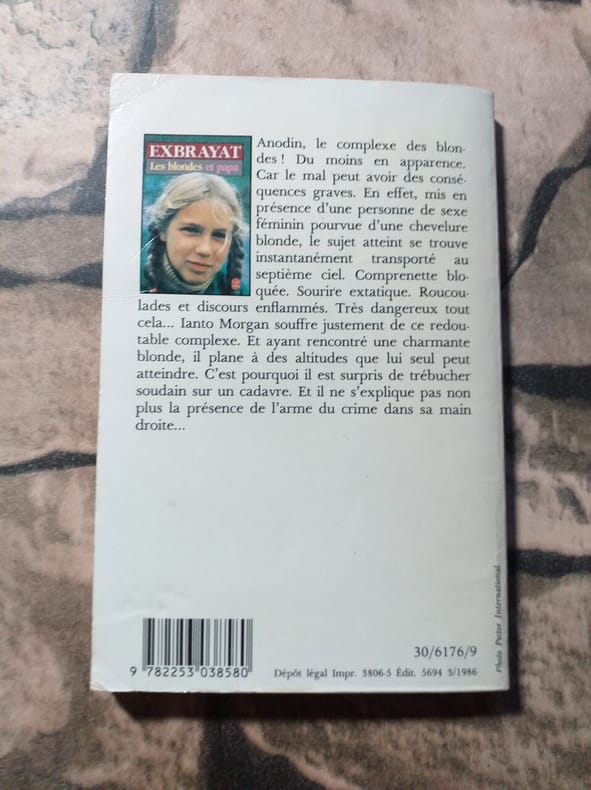 EXBRAYAT
Les blondes et papa
Anodin, le complexe des blon-
des ! Du moins en apparence.
Car le mal peut avoir des consé-
quences graves. En effet, mis en
présence d'une personne de sexe
féminin pourvue d'une chevelure
blonde, le sujet atteint se trouve
instantanément transporté au
septième ciel. Comprenette blo-
quée. Sourire extatique. Roucou-
lades et discours enflammés. Très dangereux tout
cela... Ianto Morgan souffre justement de ce redou-
table complexe. Et ayant rencontré une charmante
blonde, il plane à des altitudes que lui seul peut
atteindre. C'est pourquoi il est surpris de trébucher
soudain sur un cadavre. Et il ne s'explique pas non
plus la présence de l'arme du crime dans sa main
droite...
Photo Pictor International
30/6176/9
9 782253 038580
Dépôt légal Impr. 3806-5 Édit. 5694 3/1986